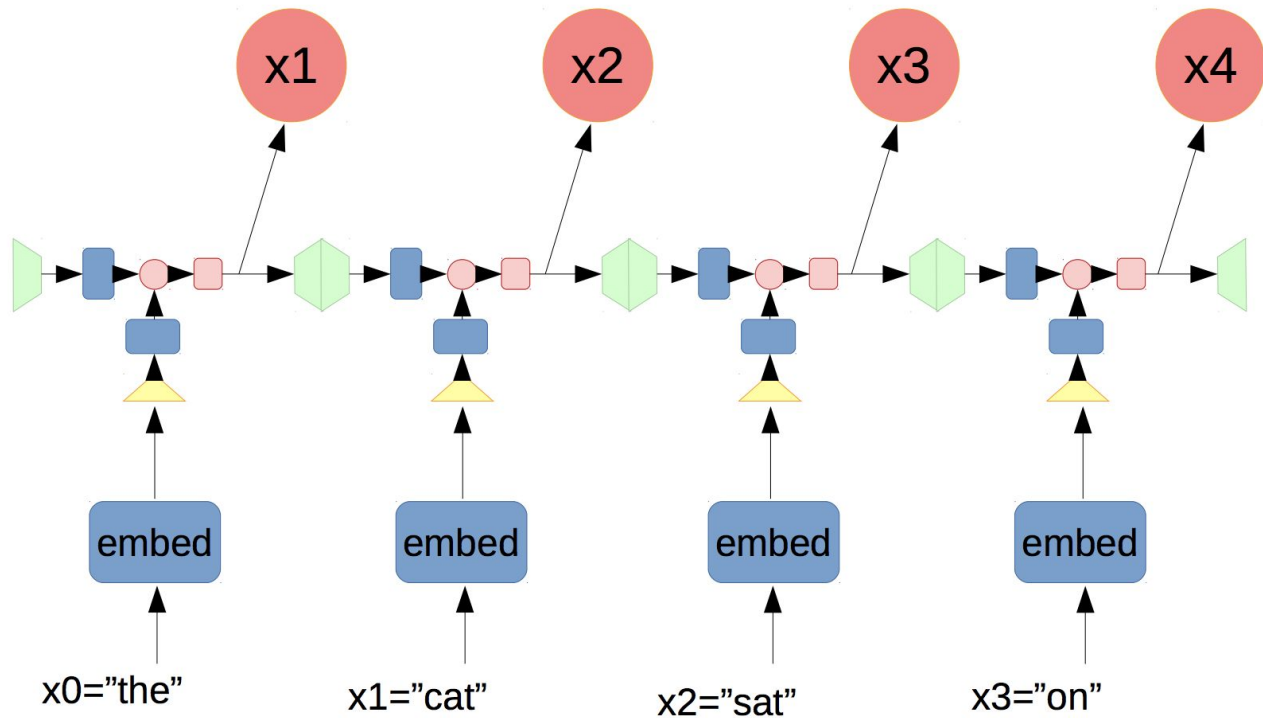 x1 x2 x3 x4
embed embed embed embed
x0=”the” x1=”cat” x2=”sat” x3=”on”